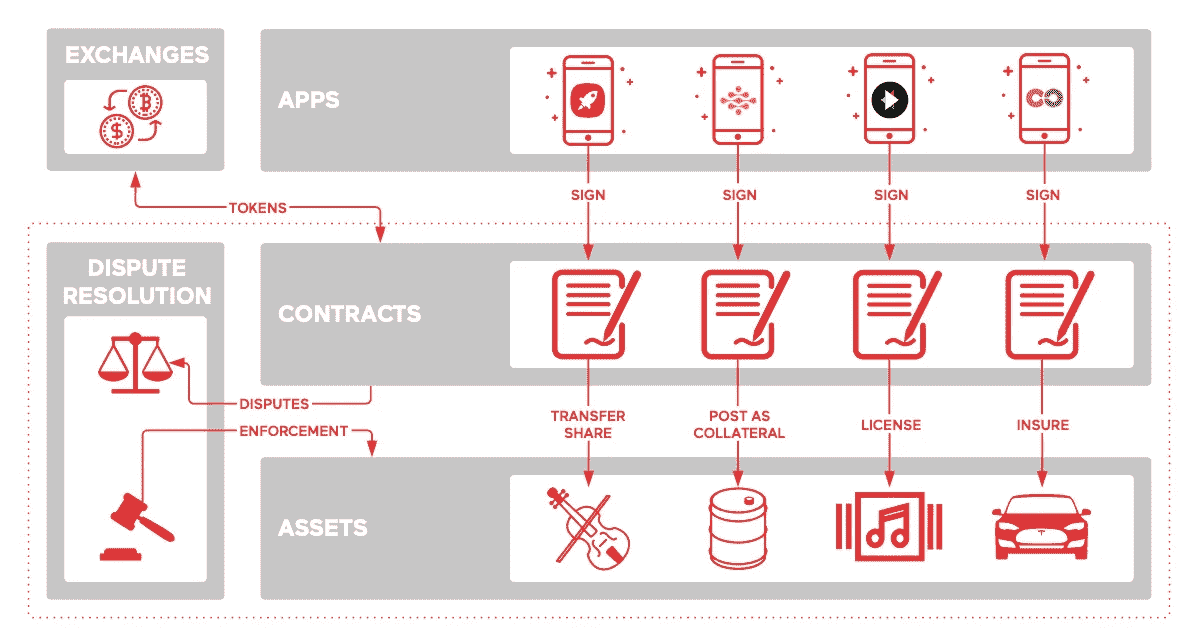 EXCHANGES
APPS
SIGN
SIGN
SIGN
SIGN
TOKENS
DISPUTE
RESOLUTION
CONTRACTS
DISPUTES
ENFORCEMENT
TRANSFER
SHARE
POST AS
COLLATERAL
LICENSE
INSURE
ASSETS